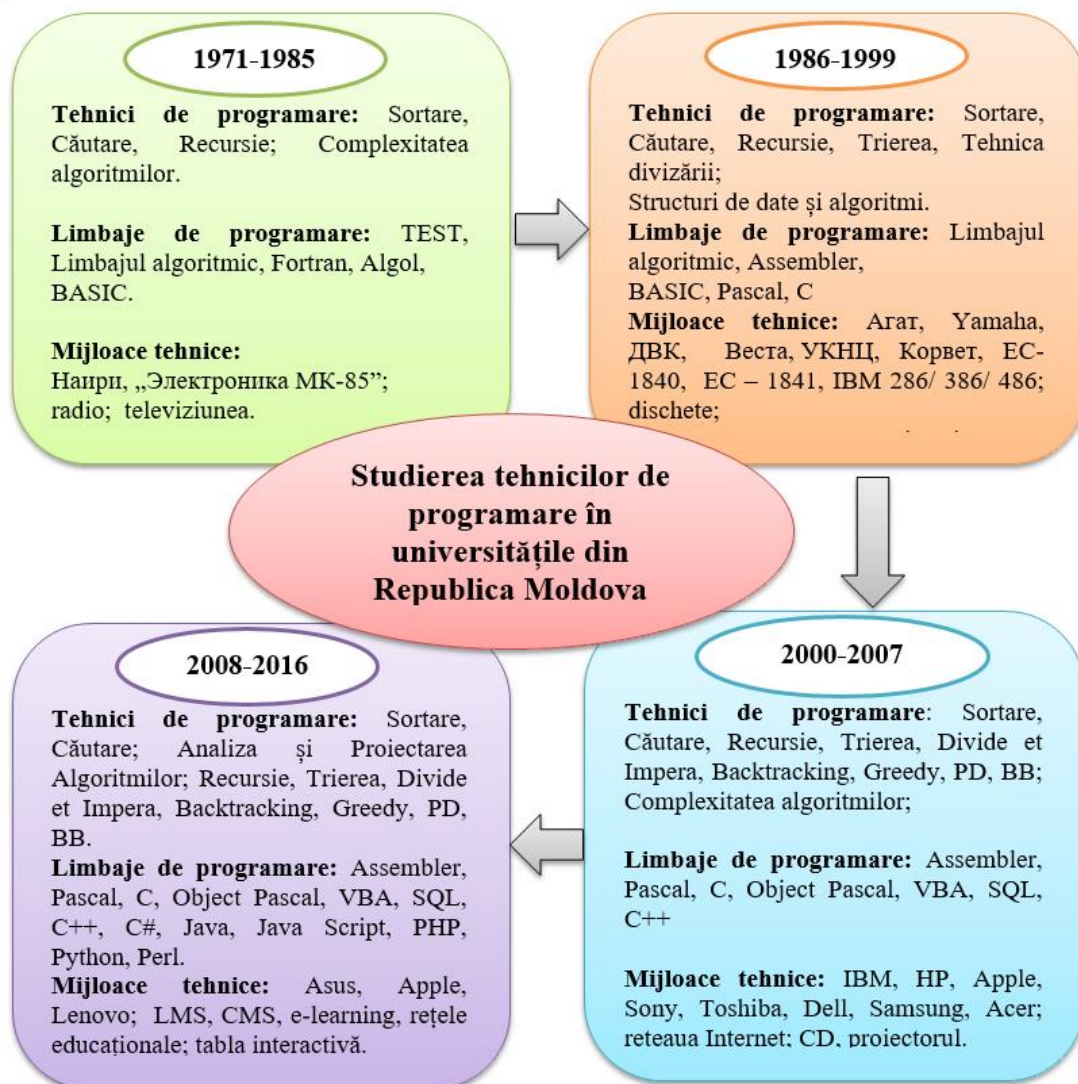 1971-1985
Tehnici de programare: Sortare,
Căutare, Recursie; Complexitatea
algoritmilor.
Limbaje de programare: TEST,
Limbajul algoritmic, Fortran, Algol,
BASIC.
Mijloace tehnice:
Наири, „Электроника МК-85”;
radio; televiziunea.
1986-1999
Tehnici de programare: Sortare,
Căutare, Recursie, Trierea, Tehnica
divizării;
Structuri de date și algoritmi.
Limbaje de programare: Limbajul
algoritmic, Assembler,
BASIC, Pascal, C
Mijloace tehnice: Агат, Yamaha,
ДВК, Веста, УКНЦ, Корвет, EC-
1840, EC – 1841, IBM 286/ 386/ 486;
dischete;
Studierea tehnicilor de
programare în
universitățile din
Republica Moldova
2000-2007
Tehnici de programare: Sortare,
Căutare, Recursie, Trierea, Divide et
Impera, Backtracking, Greedy, PD, BB;
Complexitatea algoritmilor;
Limbaje de programare: Assembler,
Pascal, C, Object Pascal, VBA, SQL,
C++
Mijloace tehnice: IBM, HP, Apple,
Sony, Toshiba, Dell, Samsung, Acer;
reteaua Internet; CD, proiectorul.
2008-2016
Tehnici de programare: Sortare,
Căutare; Analiza și Proiectarea
Algoritmilor; Recursie, Trierea, Divide
et Impera, Backtracking, Greedy, PD,
BB.
Limbaje de programare: Assembler,
Pascal, C, Object Pascal, VBA, SQL,
C++, C#, Java, Java Script, PHP,
Python, Perl.
Mijloace tehnice: Asus, Apple,
Lenovo; LMS, CMS, e-learning, rețele
educaționale; tabla interactivă.